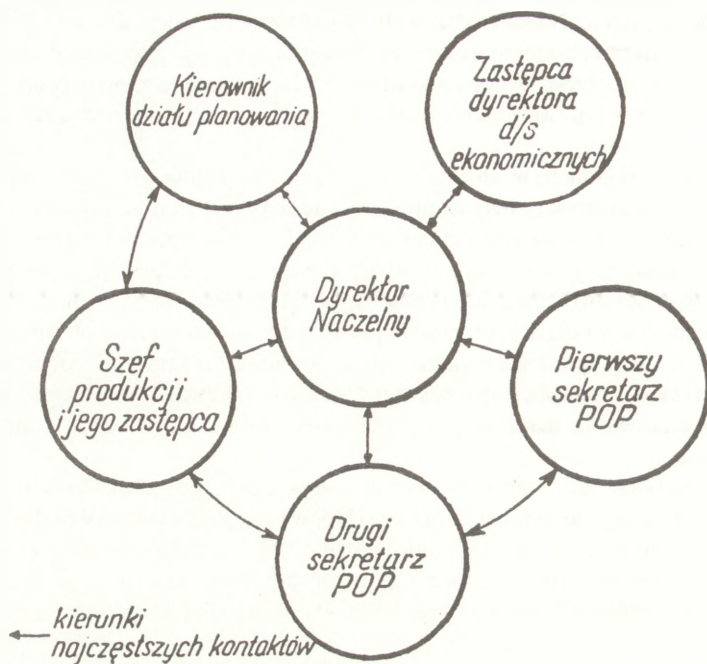 Kierownik
działu planowania
Zastępca
dyrektora
d/s
ekonomicznych
Dyrektor
Naczelny
Szef
produkcji
i jego zastępca
Pierwszy
sekretarz
POP
Drugi
sekretarz
POP
kierunki
najczęstszych kontaktów